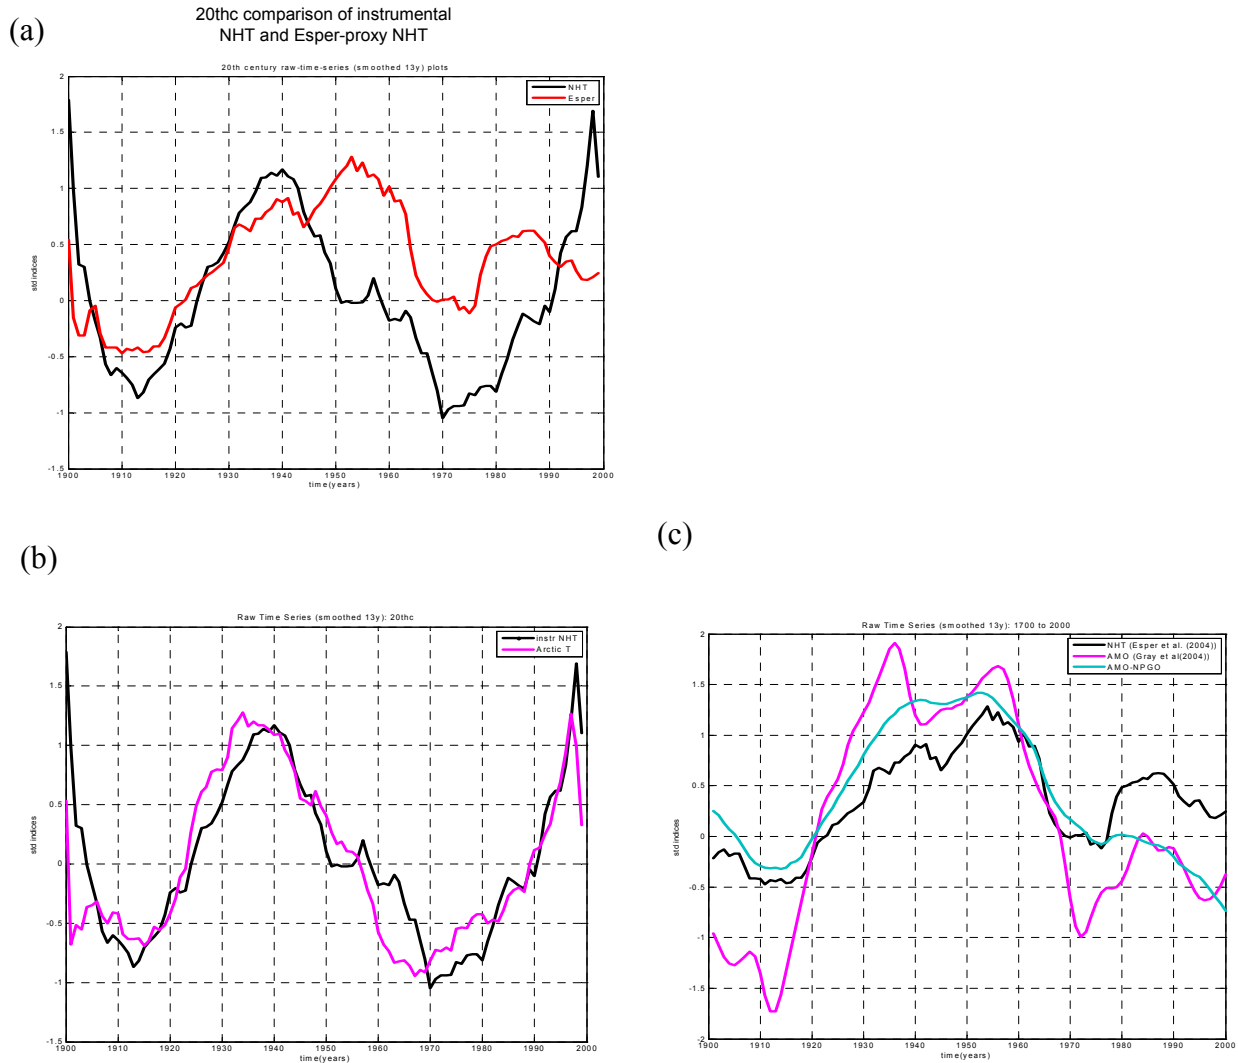 (a)
20thc comparison of instrumental
NHT and Esper-proxy NHT
20th century raw-time-series (smoothed 13y) plots
NHT
Esper
2
1.5
1
0.5
0
-0.5
-1
-1.5
std indices
1900 1910 1920 1930 1940 1950 1960 1970 1980 1990 2000
time(years)
(b)
Raw Time Series (smoothed 13y): 20thc
instr NHT
Arctic T
2
1.5
1
0.5
0
-0.5
-1
-1.5
std indices
1900 1910 1920 1930 1940 1950 1960 1970 1980 1990 2000
time(years)
(c)
Raw Time Series (smoothed 13y): 1700 to 2000
NHT (Esper et al. (2004))
AMO (Gray et al(2004))
AMO-NPGO
2
1.5
1
0.5
0
-0.5
-1
-1.5
-2
std indices
1900 1910 1920 1930 1940 1950 1960 1970 1980 1990 2000
time(years)